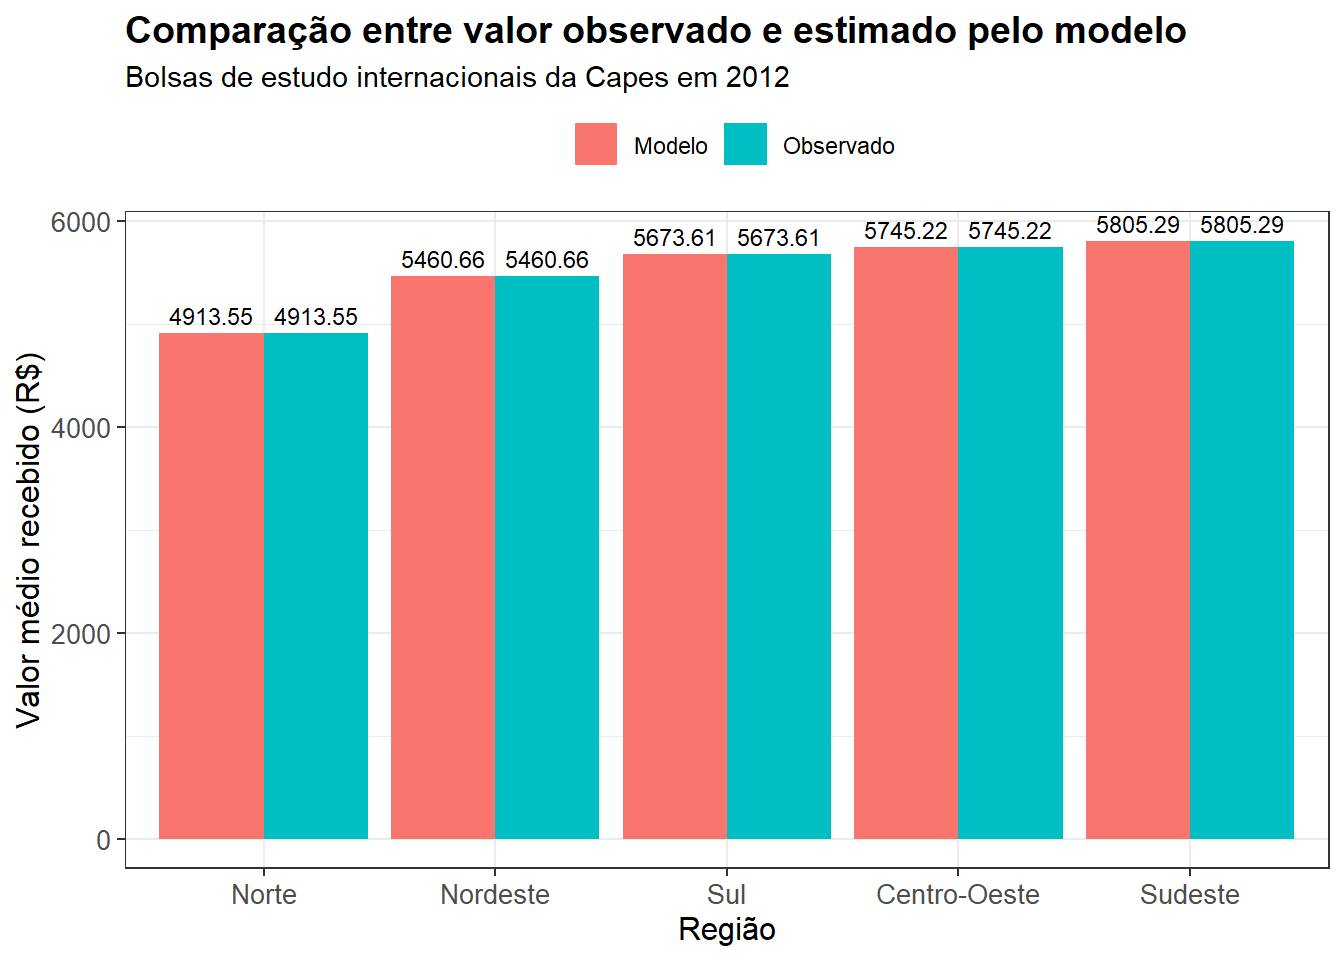 Comparação entre valor observado e estimado pelo modelo
Bolsas de estudo internacionais da Capes em 2012
Modelo Observado
Valor médio recebido (R$)
6000
4000
2000
0
4913.55 4913.55
5460.66 5460.66
5673.61 5673.61
5745.22 5745.22
5805.29 5805.29
Norte Nordeste Sul Centro-Oeste Sudeste
Região